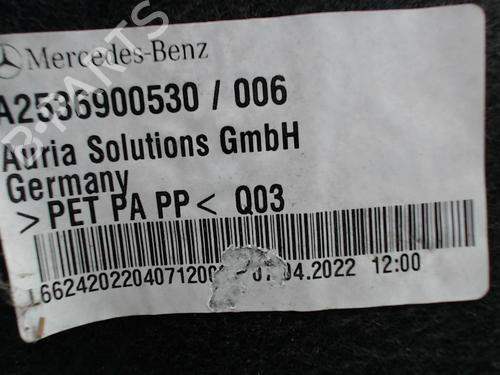 Mercedes-Benz
A2536900530 / 006
Auria Solutions GmbH
Germany
> PET PA PP < Q03
.04.2022 12:00